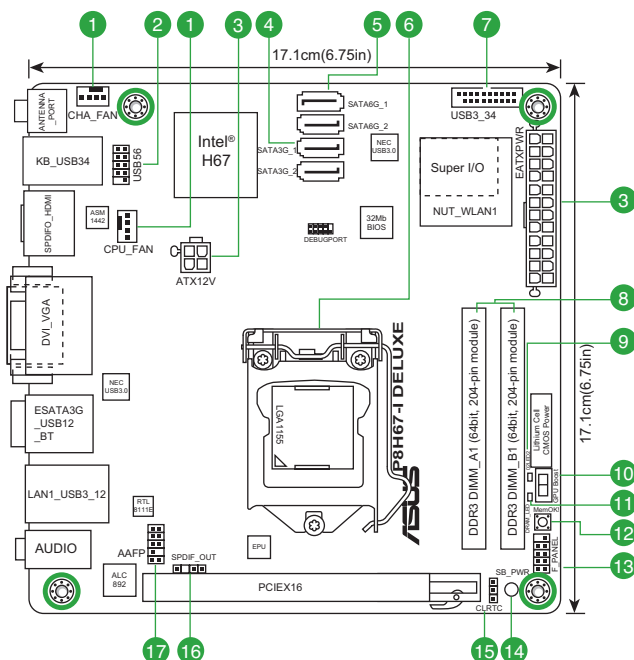 1
2
1
3
4
5
6
7
17.1cm(6.75in)
ANTENNA
_PORT
CHA_FAN
SATA6G_1
SATA6G_2
SATA3G_1
SATA3G_2
USB3_34
KB_USB34
USB56
Intel®
H67
NEC
USB3.0
Super I/O
NUT_WLAN1
EATXPWR
3
SPDIFO_HDMI
ASM
1442
CPU_FAN
ATX12V
DEBUGPORT
32Mb
BIOS
8
9
DVI_VGA
NEC
USB3.0
ESATA3G
_USB12
_BT
LGA1155
P8H67-I DELUXE
ASUS
DDR3 DIMM_A1 (64bit, 204-pin module)
DDR3 DIMM_B1 (64bit, 204-pin module)
Lithium Cell
CMOS Power
17.1cm(6.75in)
GPU Boost
10
DRAM_LED
11
MemOK!
12
LAN1_USB3_12
RTL
8111E
AUDIO
AAFP
SPDIF_OUT
EPU
F_PANEL
13
ALC
892
PCIEX16
SB_PWR
CLRTC
17
16
15
14